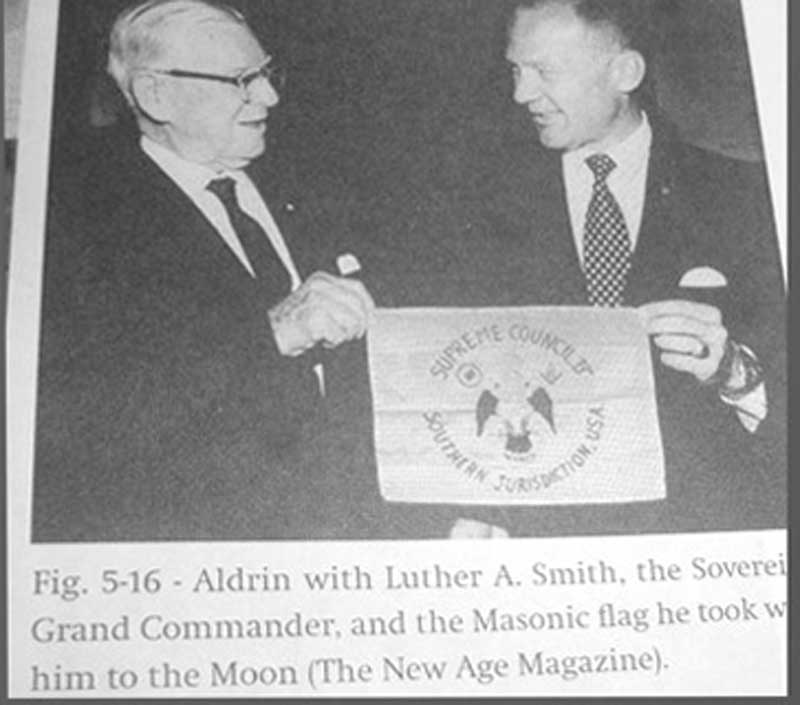 SUPREME COUNCIL 33°
SOUTHERN JURISDICTION, USA
Fig. 5-16 - Aldrin with Luther A. Smith, the Soverei
Grand Commander, and the Masonic flag he took w
him to the Moon (The New Age Magazine).